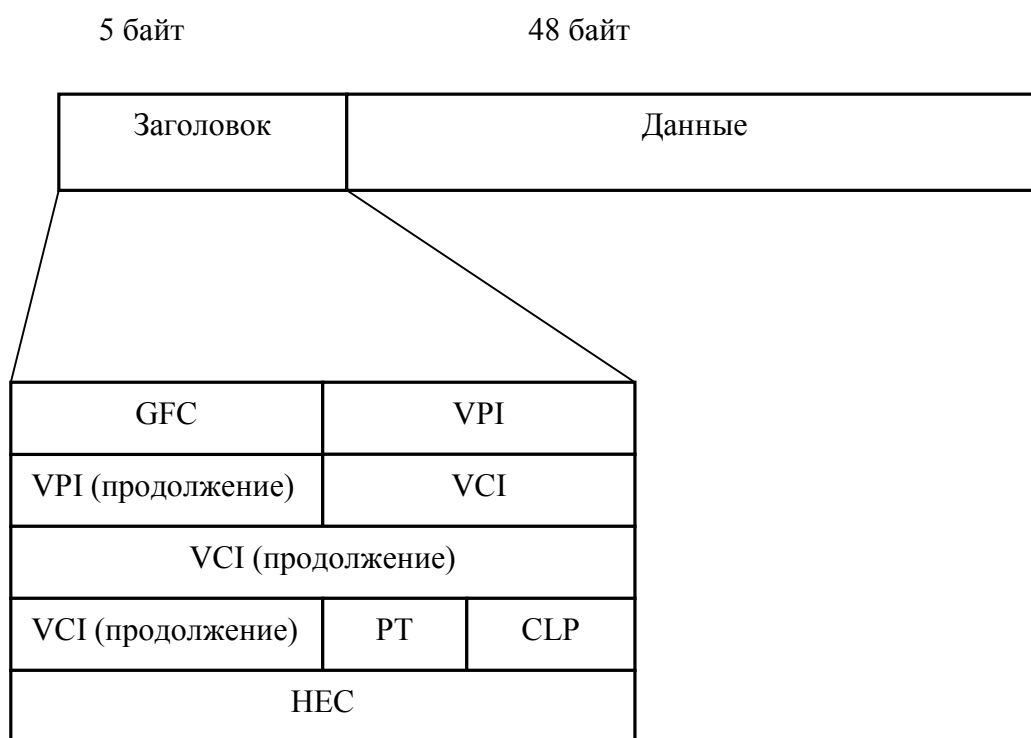 5 байт 48 байт
Заголовок Данные
GFC VPI
VPI (продолжение) VCI
VCI (продолжение)
VCI (продолжение) PT CLP
HEC